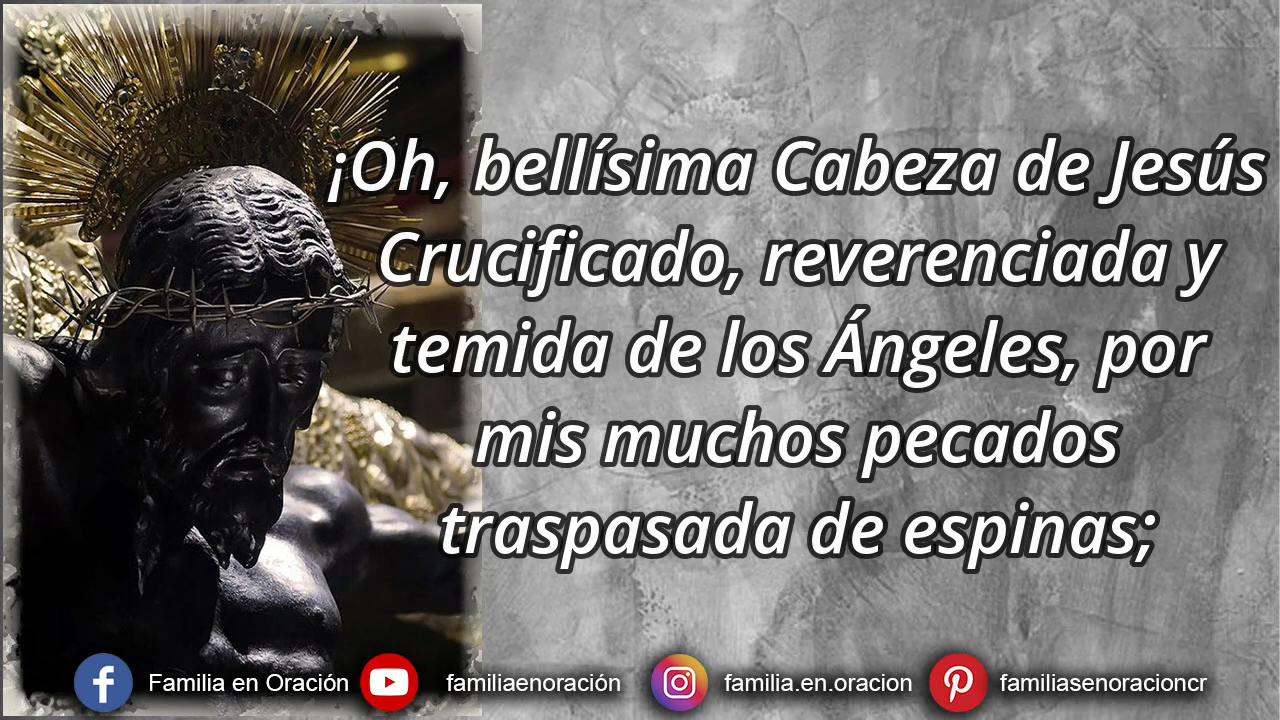 ¡Oh, bellísima Cabeza de Jesús
Crucificado, reverenciada y
temida de los Ángeles, por
mis muchos pecados
traspasada de espinas;
Familia en Oración familiaenoración familia.en.oracion familiasenoracioncr